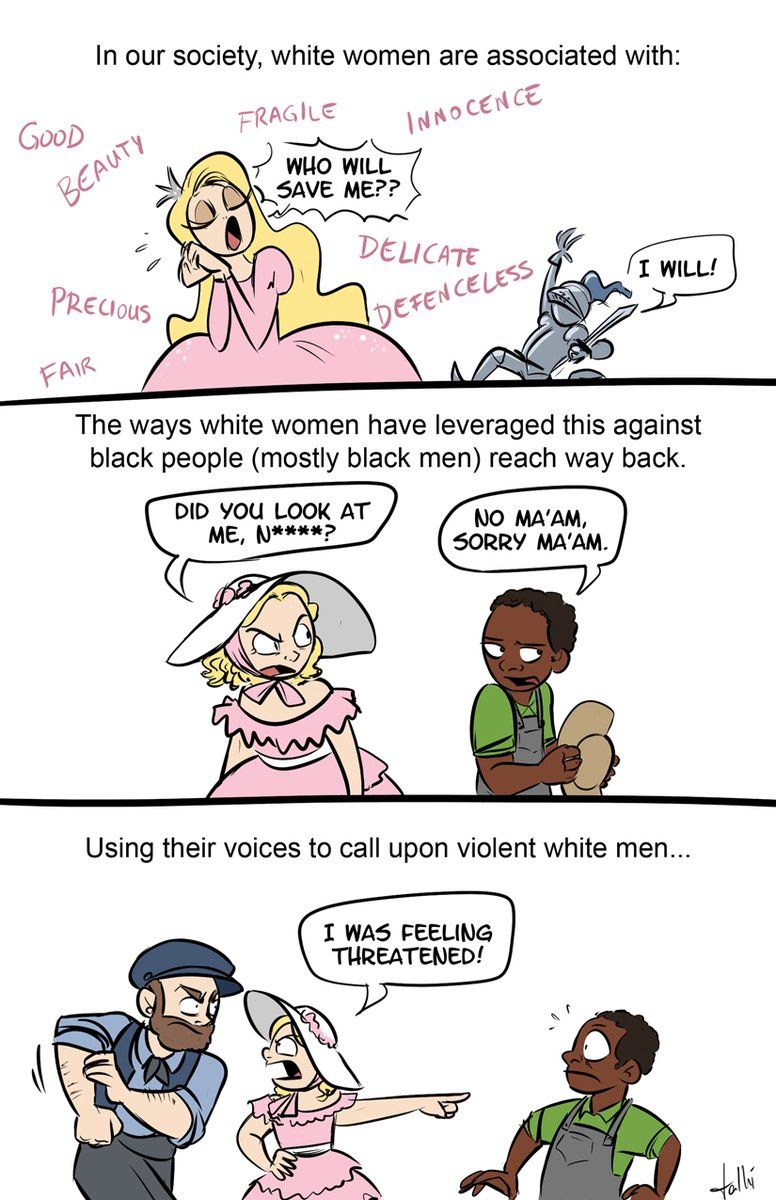 In our society, white women are associated with:
FRAGILE
INNOCENCE
GOOD
BEAUTY
WHO WILL
SAVE ME??
DELICATE
DEFENCELESS
I WILL!
PRECIOUS
FAIR
The ways white women have leveraged this against
black people (mostly black men) reach way back.
DID YOU LOOK AT
ME, N****?
NO MA'AM,
SORRY MA'AM.
Using their voices to call upon violent white men...
I WAS FEELING
THREATENED!